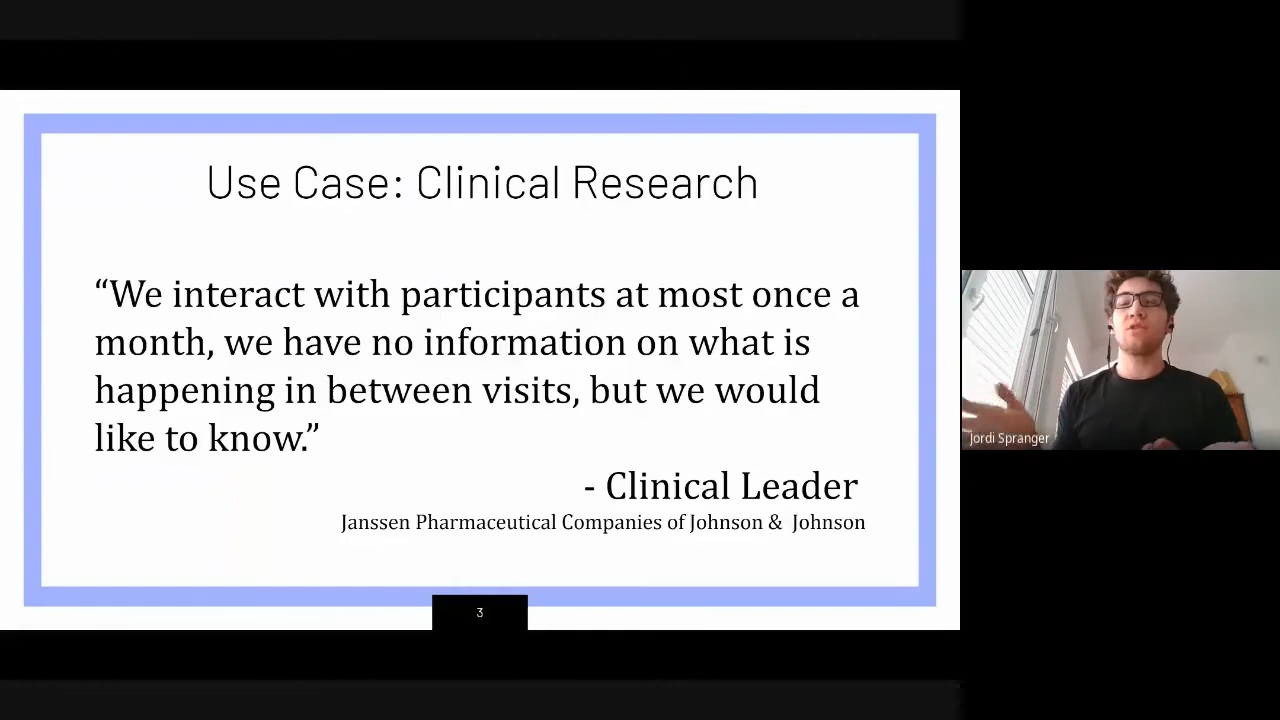 Use Case: Clinical Research
“We interact with participants at most once a
month, we have no information on what is
happening in between visits, but we would
like to know.”
- Clinical Leader
Janssen Pharmaceutical Companies of Johnson & Johnson
3
Jordi Spranger